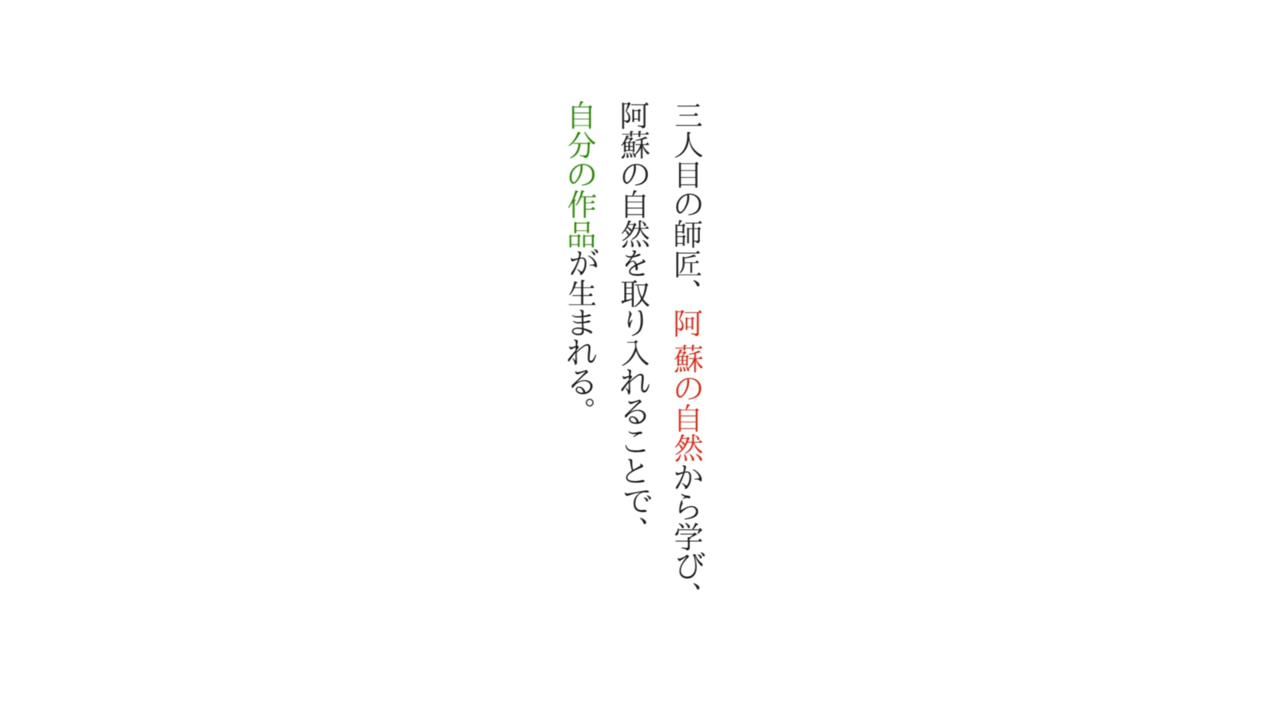 三人目の師匠、阿蘇の自然から学び、
阿蘇の自然を取り入れることで、
自分の作品が生まれる。